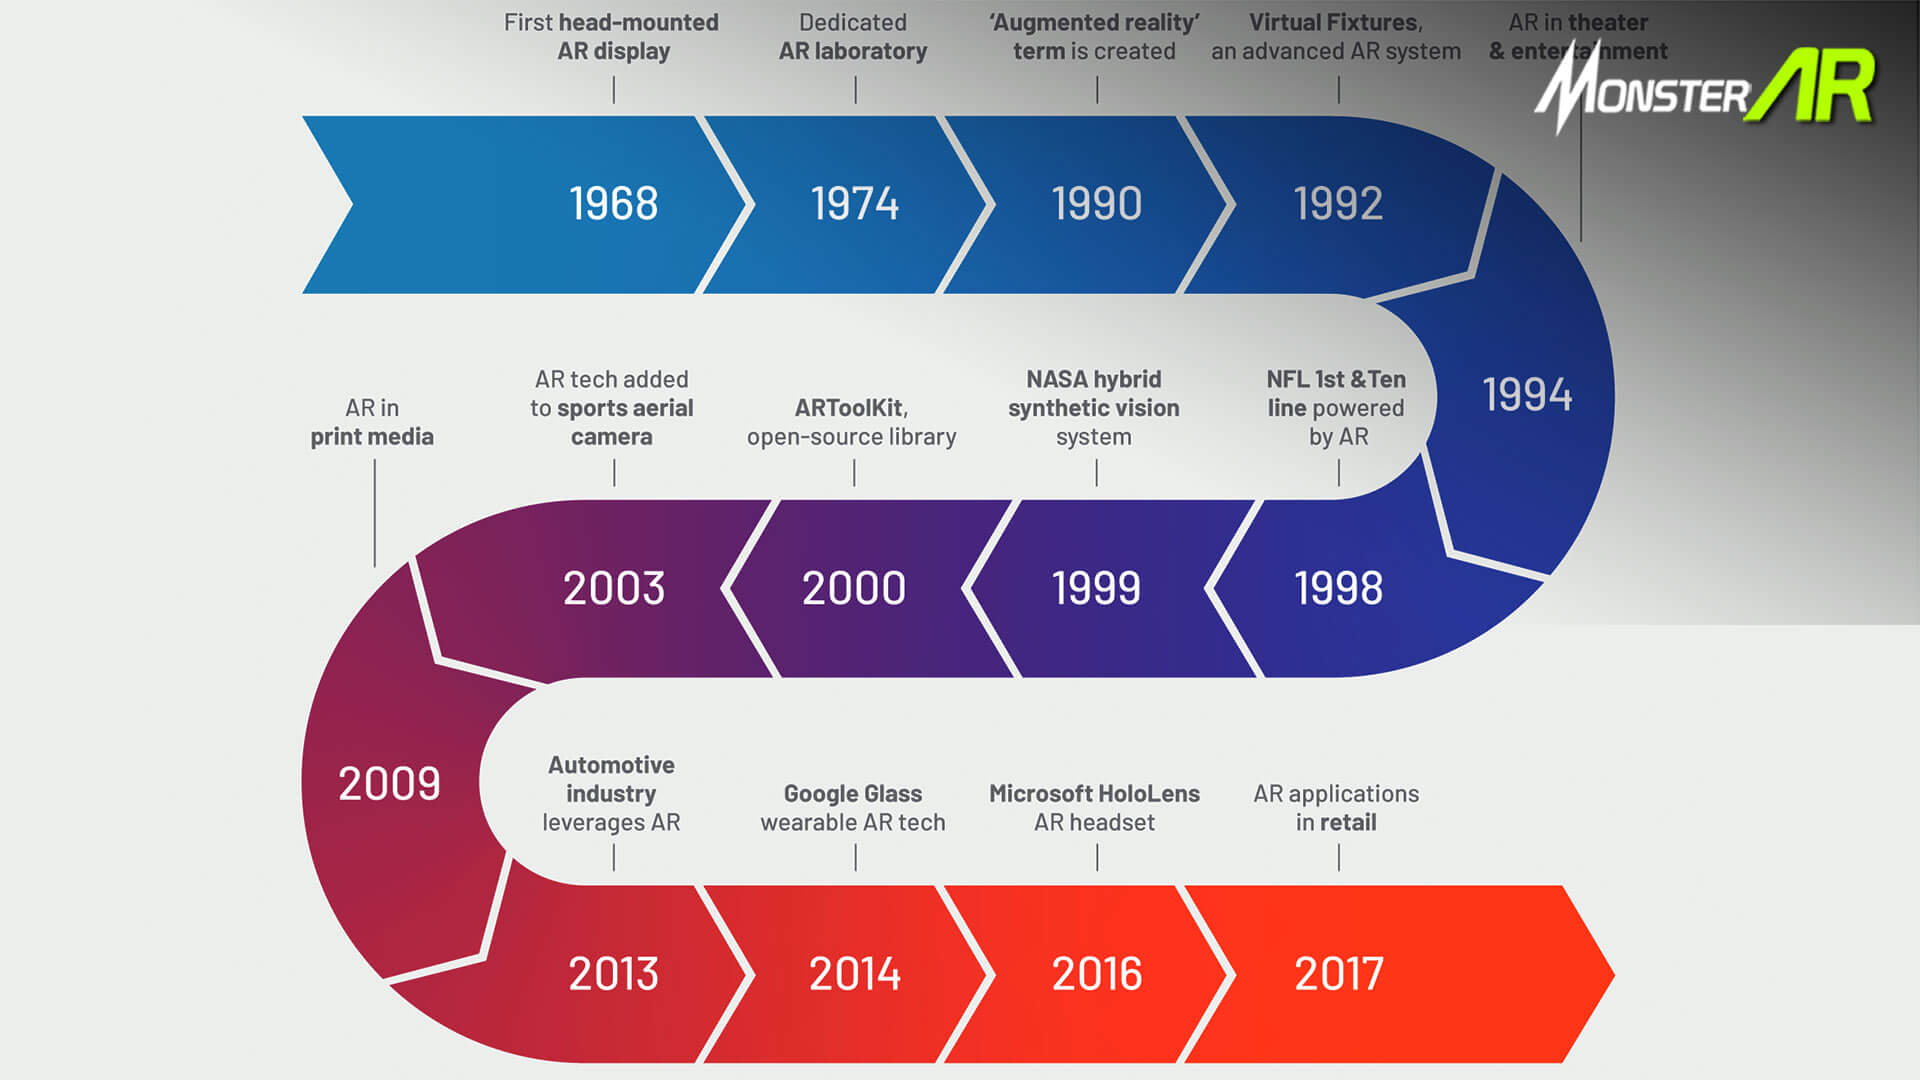 First head-mounted
AR display
Dedicated
AR laboratory
‘Augmented reality’
term is created
Virtual Fixtures,
an advanced AR system
AR in theater
& entertainment
MONSTERAR
1968
1974
1990
1992
1994
NFL 1st &Ten
line powered
by AR
NASA hybrid
synthetic vision
system
ARToolKit,
open-source library
AR tech added
to sports aerial
camera
AR in
print media
1998
1999
2000
2003
2009
Automotive
industry
leverages AR
Google Glass
wearable AR tech
Microsoft HoloLens
AR headset
AR applications
in retail
2013
2014
2016
2017